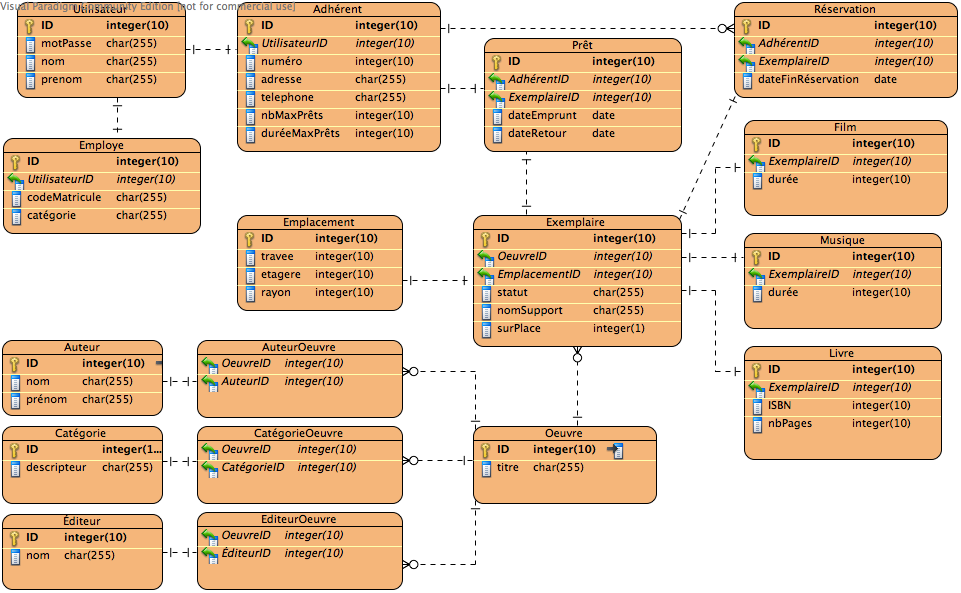 Visual Paradigm Community Edition [not for commercial use]
Utilisateur
ID integer(10)
motPasse char(255)
nom char(255)
prenom char(255)
Adhérent
ID integer(10)
UtilisateurID integer(10)
numéro integer(10)
adresse char(255)
telephone char(255)
nbMaxPrêts integer(10)
duréeMaxPrêts integer(10)
Prêt
ID integer(10)
AdhérentID integer(10)
ExemplaireID integer(10)
dateEmprunt date
dateRetour date
Réservation
ID integer(10)
AdhérentID integer(10)
ExemplaireID integer(10)
dateFinRéservation date
Employe
ID integer(10)
UtilisateurID integer(10)
codeMatricule char(255)
catégorie char(255)
Film
ID integer(10)
ExemplaireID integer(10)
durée integer(10)
Emplacement
ID integer(10)
travee integer(10)
etagere integer(10)
rayon integer(10)
Exemplaire
ID integer(10)
OeuvreID integer(10)
EmplacementID integer(10)
statut char(255)
nomSupport char(255)
surPlace integer(1)
Musique
ID integer(10)
ExemplaireID integer(10)
durée integer(10)
Livre
ID integer(10)
ExemplaireID integer(10)
ISBN integer(10)
nbPages integer(10)
Auteur
ID integer(10)
nom char(255)
prénom char(255)
AuteurOeuvre
OeuvreID integer(10)
AuteurID integer(10)
Catégorie
ID integer(1...
descripteur char(255)
CatégorieOeuvre
OeuvreID integer(10)
CatégorieID integer(10)
Oeuvre
ID integer(10)
titre char(255)
Éditeur
ID integer(10)
nom char(255)
EditeurOeuvre
OeuvreID integer(10)
ÉditeurID integer(10)